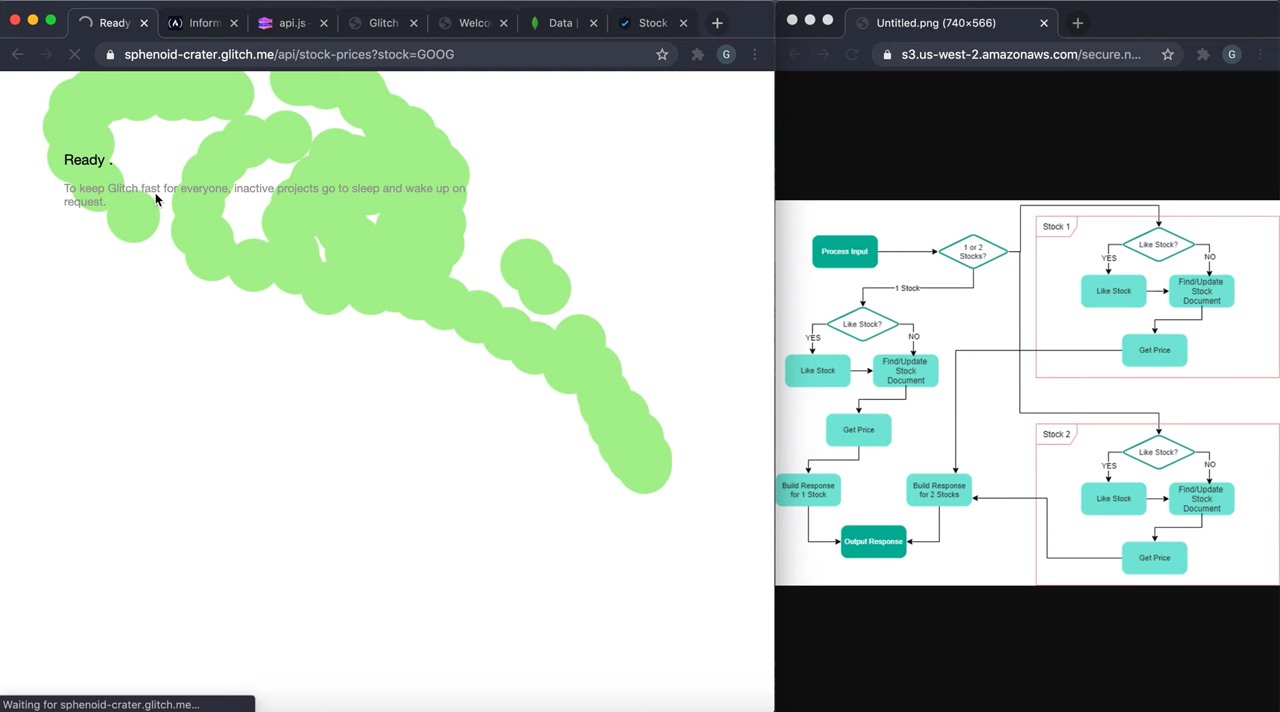 Ready
Inform
api.js -
Glitch
Welco
Data |
Stock
sphenoid-crater.glitch.me/api/stock-prices?stock=GOOG
G
Ready .
To keep Glitch fast for everyone, inactive projects go to sleep and wake up on
request.
Waiting for sphenoid-crater.glitch.me...
Untitled.png (740×566)
s3.us-west-2.amazonaws.com/secure.n...
G
Process Input
1 or 2
Stocks?
1 Stock
Like Stock?
YES
NO
Like Stock
Find/Update
Stock
Document
Get Price
Build Response
for 1 Stock
Build Response
for 2 Stocks
Output Response
Stock 1
Like Stock?
YES
NO
Like Stock
Find/Update
Stock
Document
Get Price
Stock 2
Like Stock?
YES
NO
Like Stock
Find/Update
Stock
Document
Get Price